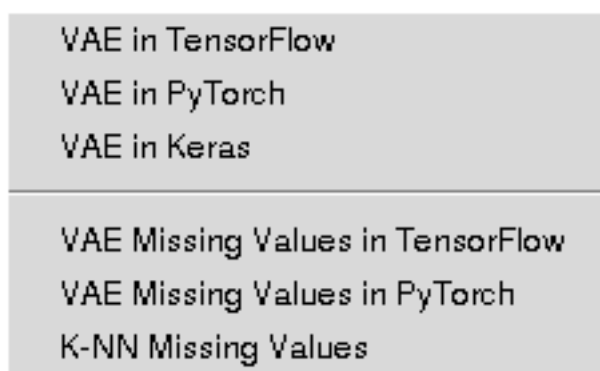 VAE in TensorFlow
VAE in PyTorch
VAE in Keras
VAE Missing Values in TensorFlow
VAE Missing Values in PyTorch
K-NN Missing Values